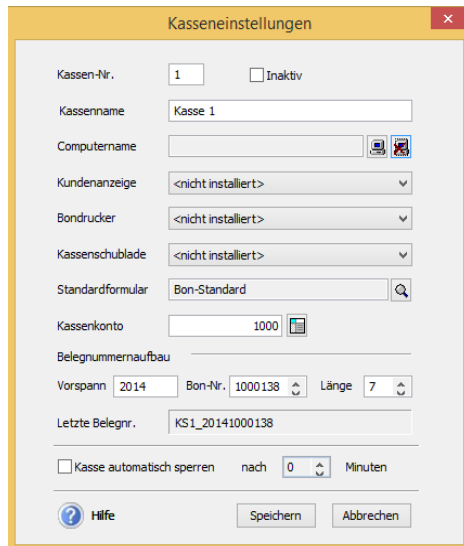 Kasseneinstellungen
Kassen-Nr. 1 Inaktiv
Kassenname Kasse 1
Computername
Kundenanzeige <nicht installiert>
Bondrucker <nicht installiert>
Kassenschublade <nicht installiert>
Standardformular Bon-Standard
Kassenkonto 1000
Belegnummernaufbau
Vorspann 2014 Bon-Nr. 1000138 Länge 7
Letzte Belegnr. KS1_20141000138
Kasse automatisch sperren nach 0 Minuten
? Hilfe Speichern Abbrechen